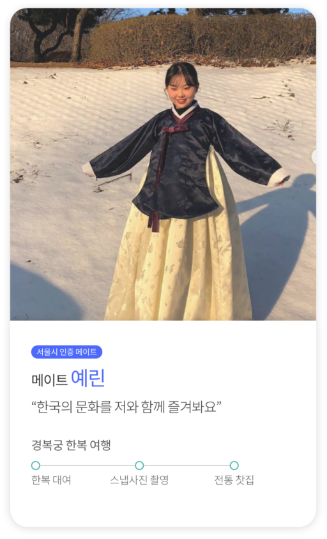 서울시 인증 메이트
메이트 예린
“한국의 문화를 저와 함께 즐겨봐요”
경복궁 한복 여행
한복 대여 스냅사진 촬영 전통 찻집